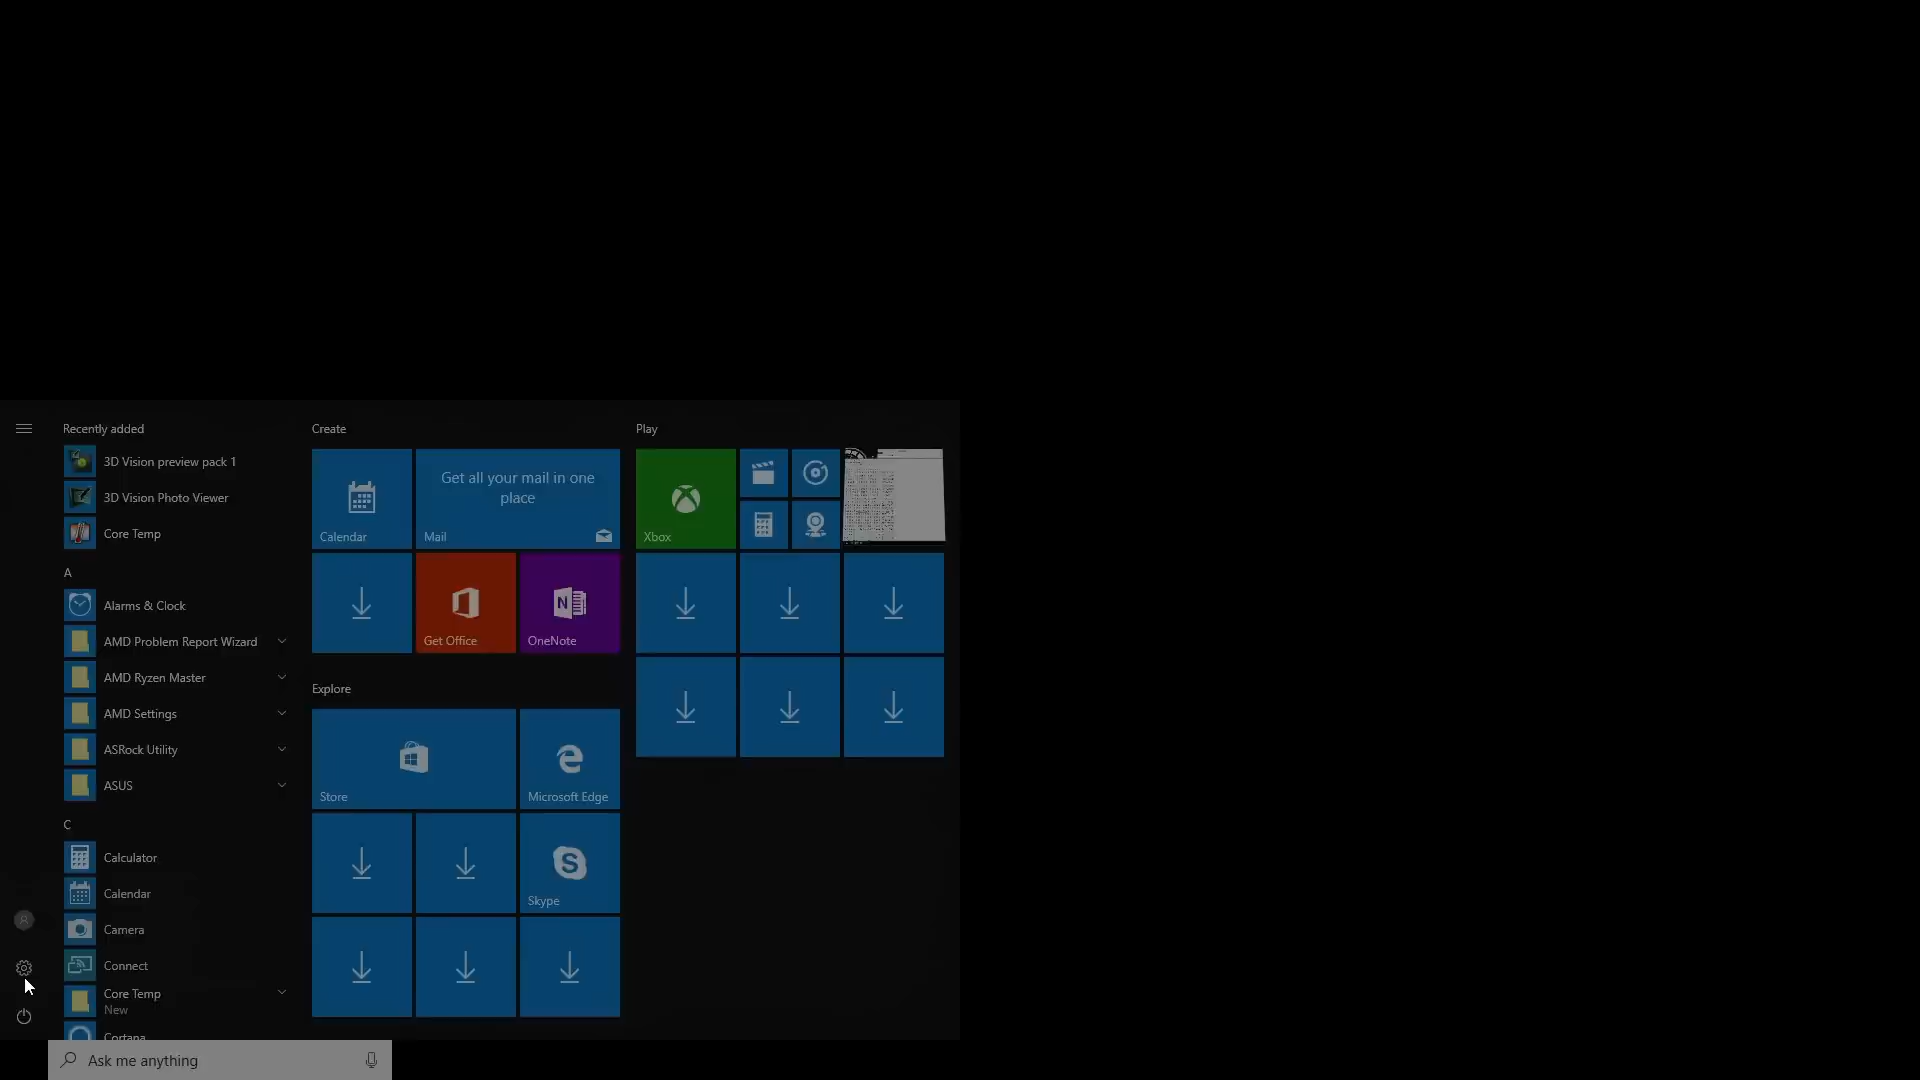 Recently added
3D Vision preview pack 1
3D Vision Photo Viewer
Core Temp
A
Alarms & Clock
AMD Problem Report Wizard
AMD Ryzen Master
AMD Settings
ASRock Utility
ASUS
C
Calculator
Calendar
Camera
Connect
Core Temp
New
Cortana
Create
Calendar
Get all your mail in one
place
Mail
Get Office
OneNote
N
Explore
Store
Microsoft Edge
S
Skype
Play
Xbox
Ask me anything